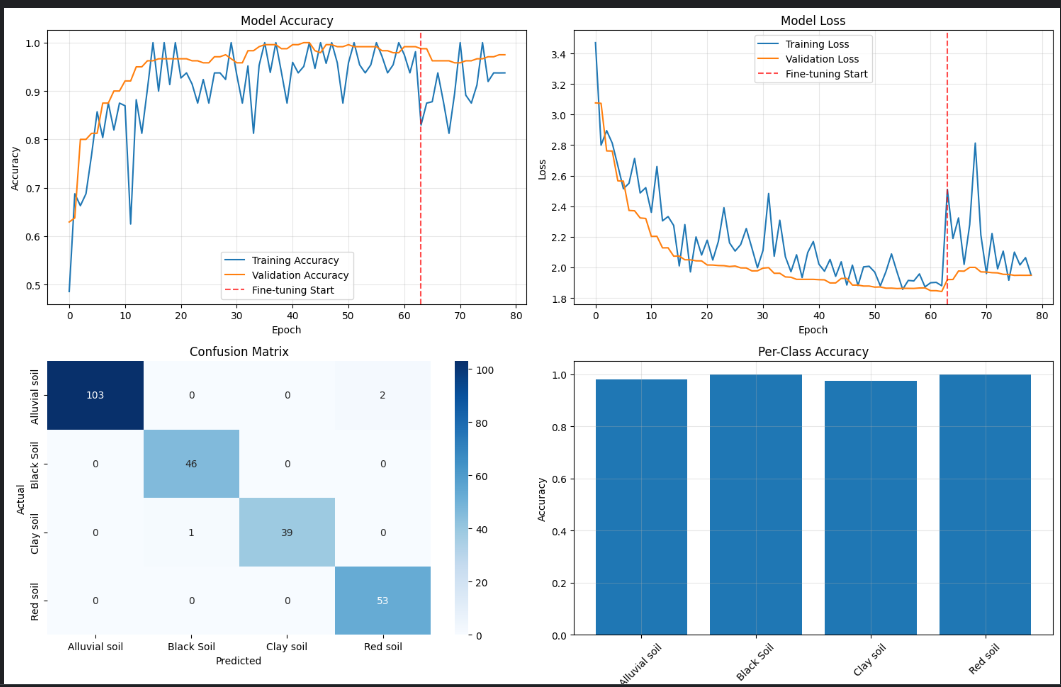 Model Accuracy
1.0
0.9
0.8
0.7
0.6
0.5
Accuracy
Training Accuracy
Validation Accuracy
Fine-tuning Start
0 10 20 30 40 50 60 70 80
Epoch
Model Loss
3.4
3.2
3.0
2.8
2.6
2.4
2.2
2.0
1.8
Loss
Training Loss
Validation Loss
Fine-tuning Start
0 10 20 30 40 50 60 70 80
Epoch
Confusion Matrix
Actual
Alluvial soil
103 0 0 2
Black Soil
0 46 0 0
Clay soil
0 1 39 0
Red soil
0 0 0 53
Alluvial soil Black Soil Clay soil Red soil
Predicted
100
80
60
40
20
0
Per-Class Accuracy
1.0
0.8
0.6
0.4
0.2
0.0
Accuracy
Alluvial soil
Black Soil
Clay soil
Red soil